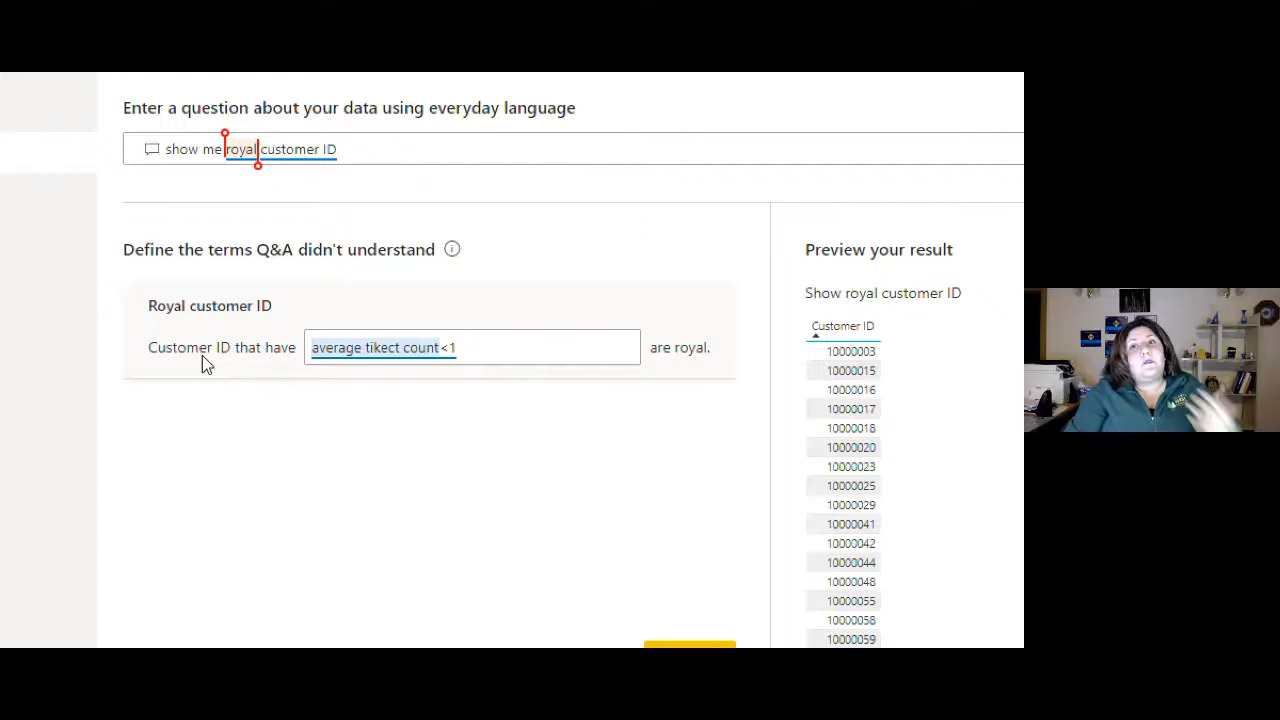 Enter a question about your data using everyday language
show me royal customer ID
Define the terms Q&A didn't understand
Royal customer ID
Customer ID that have average tikect count <1 are royal.
Preview your result
Show royal customer ID
Customer ID
10000003
10000015
10000016
10000017
10000018
10000020
10000023
10000025
10000029
10000041
10000042
10000044
10000048
10000055
10000058
10000059